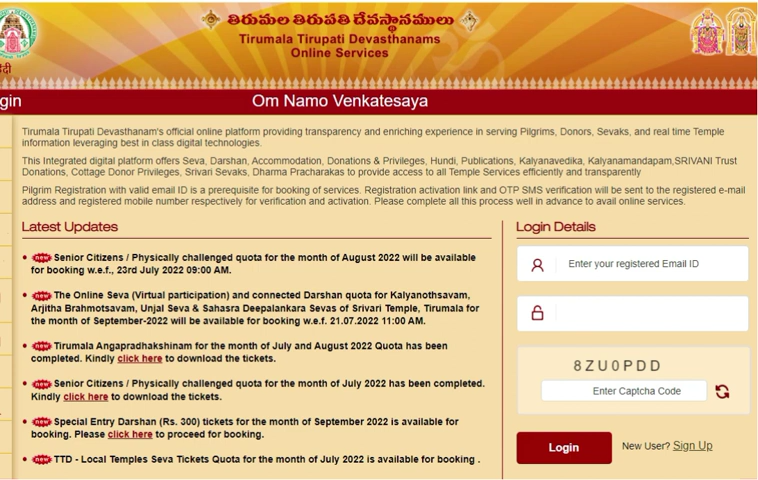 తిరుమల తిరుపతి దేవస్థానములు
Tirumala Tirupati Devasthanams
Online Services
gin
Om Namo Venkatesaya
Tirumala Tirupati Devasthanam's official online platform providing transparency and enriching experience in serving Pilgrims, Donors, Sevaks, and real time Temple
information leveraging best in class digital technologies.
This Integrated digital platform offers Seva, Darshan, Accommodation, Donations & Privileges, Hundi, Publications, Kalyanavedika, Kalyanamandapam,SRIVANI Trust
Donations, Cottage Donor Privileges, Srivari Sevaks, Dharma Pracharakas to provide access to all Temple Services efficiently and transparently
Pilgrim Registration with valid email ID is a prerequisite for booking of services. Registration activation link and OTP SMS verification will be sent to the registered e-mail
address and registered mobile number respectively for verification and activation. Please complete all this process well in advance to avail online services.
Latest Updates
new Senior Citizens / Physically challenged quota for the month of August 2022 will be available
for booking w.e.f., 23rd July 2022 09:00 AM.
new The Online Seva (Virtual participation) and connected Darshan quota for Kalyanothsavam,
Arjitha Brahmotsavam, Unjal Seva & Sahasra Deepalankara Sevas of Srivari Temple, Tirumala for
the month of September-2022 will be available for booking w.e.f. 21.07.2022 11:00 AM.
new Tirumala Angapradhakshinam for the month of July and August 2022 Quota has been
completed. Kindly click here to download the tickets.
new Senior Citizens / Physically challenged quota for the month of July 2022 has been completed.
Kindly click here to download the tickets.
new Special Entry Darshan (Rs. 300) tickets for the month of September 2022 is available for
booking. Please click here to proceed for booking.
new TTD - Local Temples Seva Tickets Quota for the month of July 2022 is available for booking .
Login Details
Enter your registered Email ID
8ZU0PDD
Enter Captcha Code
Login
New User? Sign Up